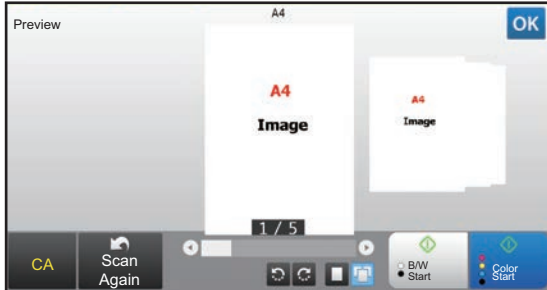 A4
Preview
OK
A4
Image
A4
Image
1 / 5
CA
Scan
Again
B/W
Start
Color
Start